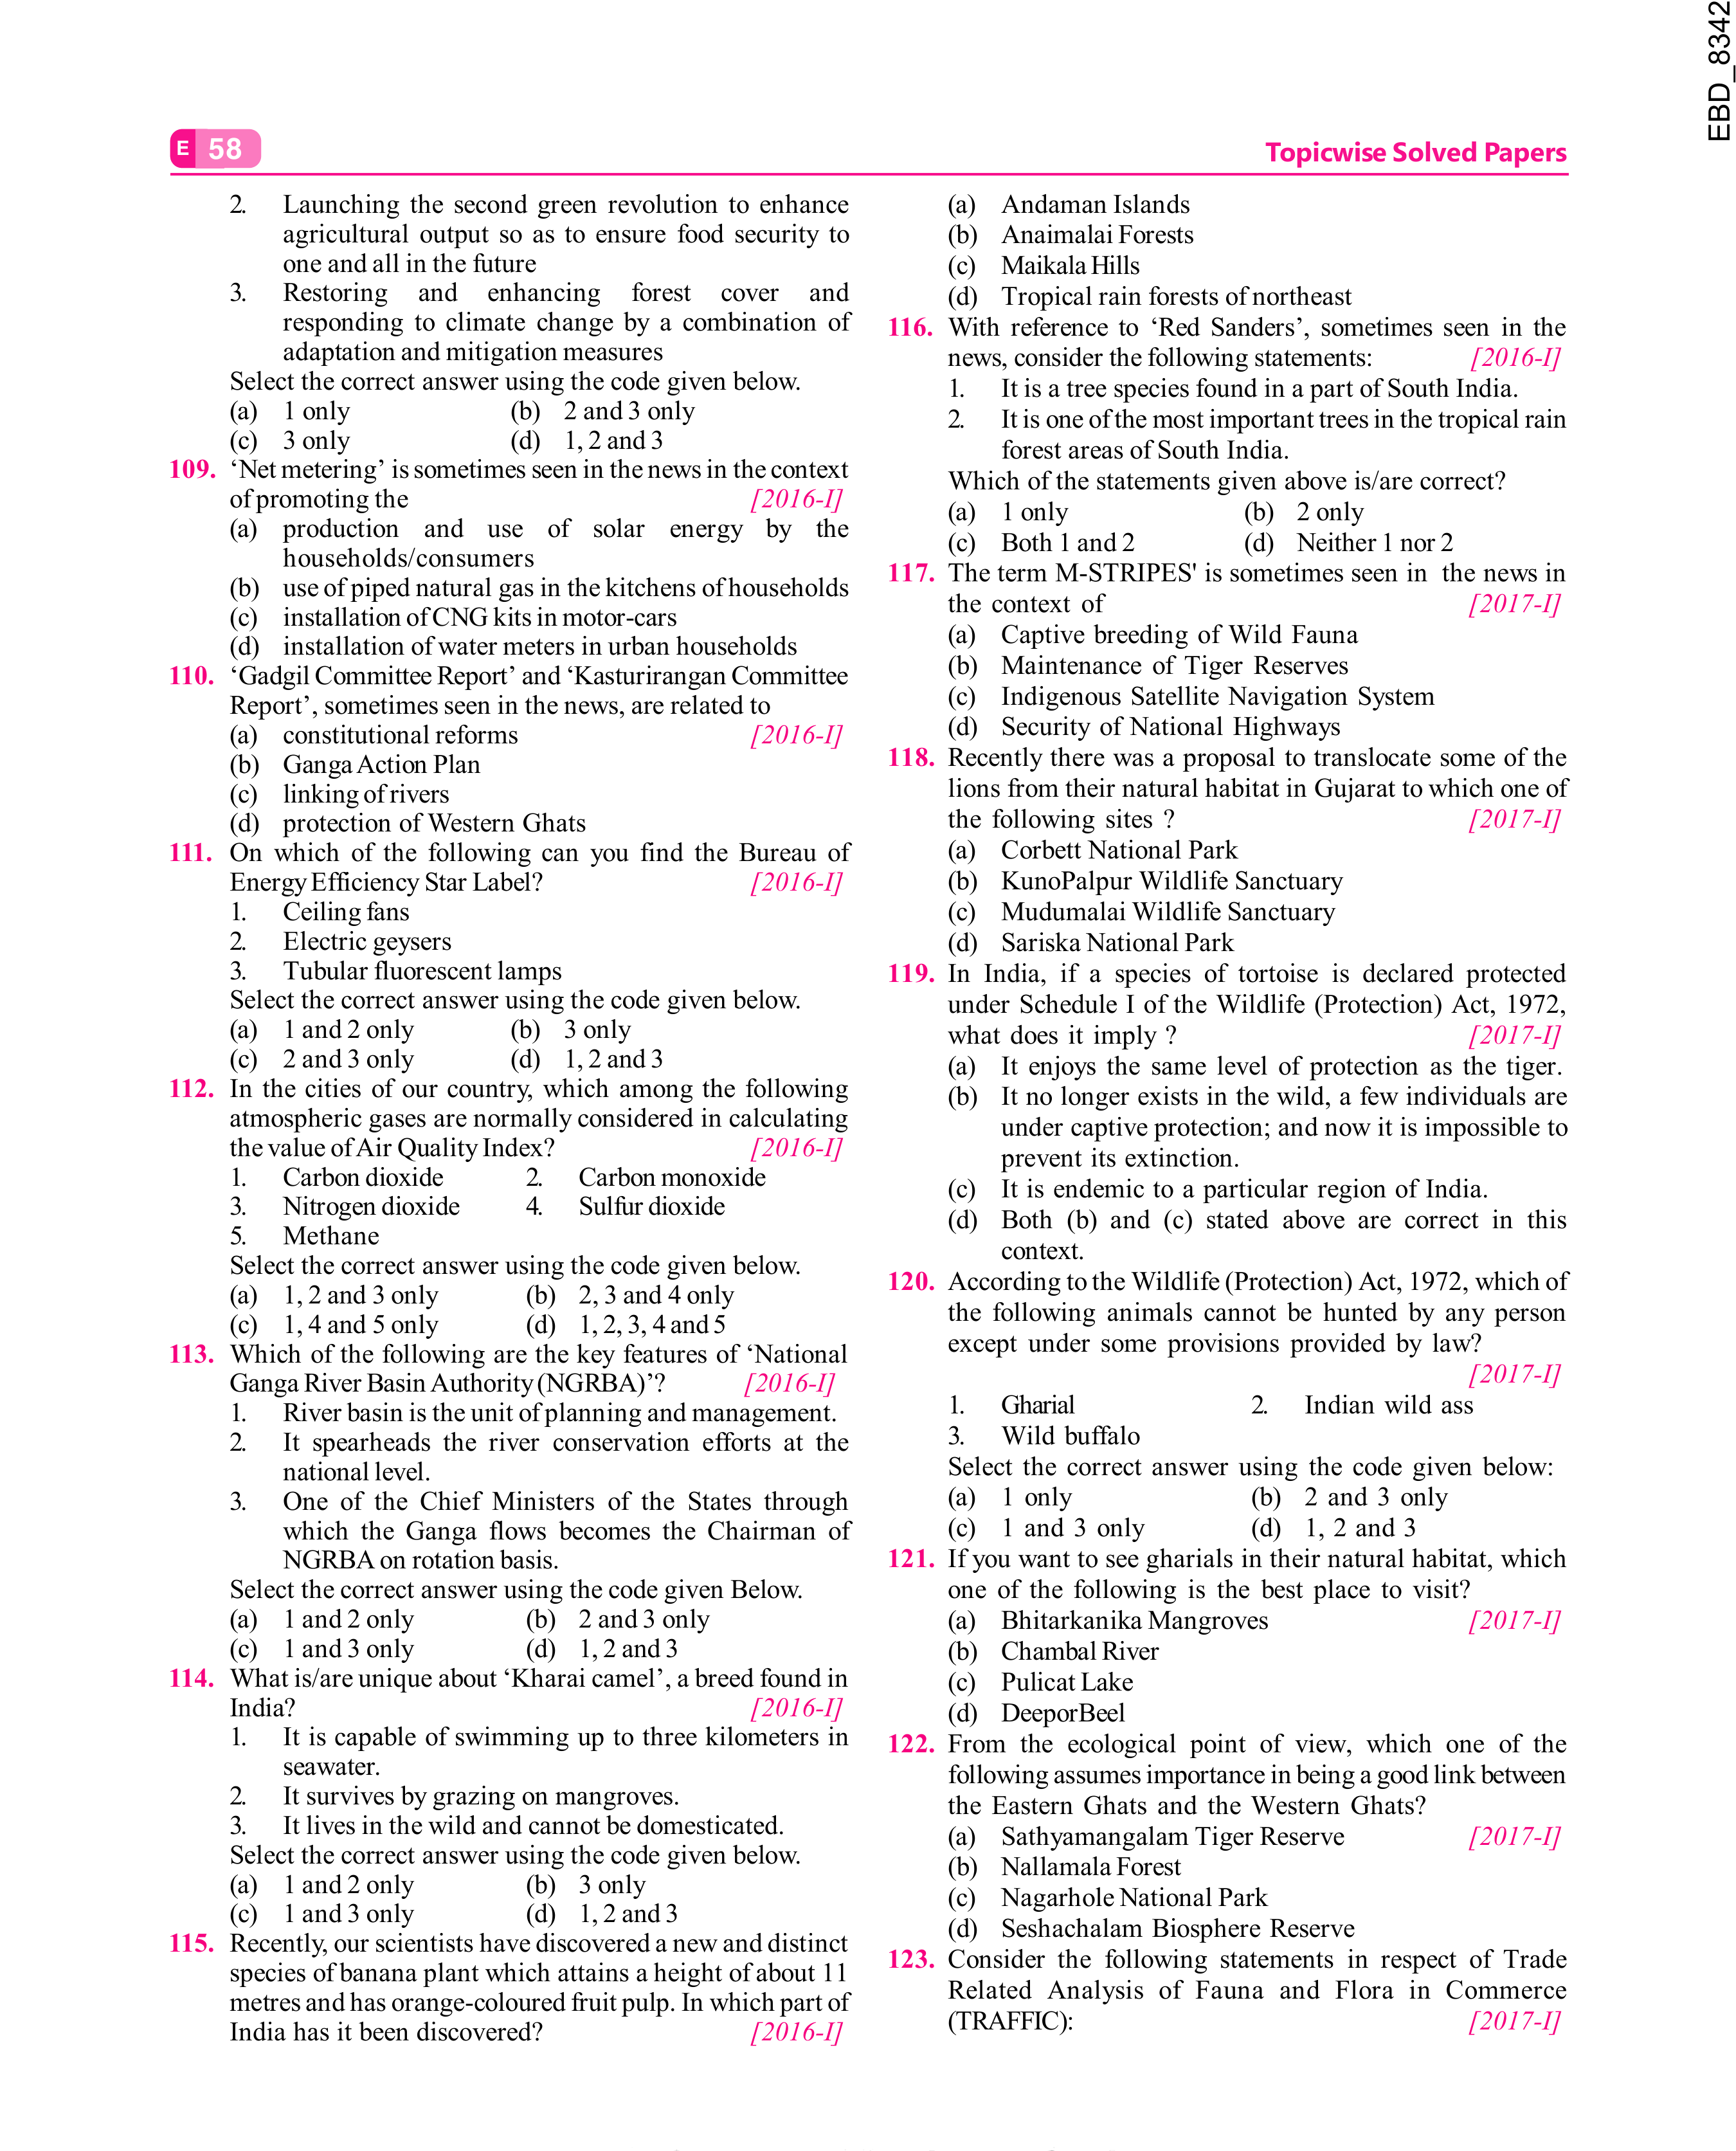 EBD_8342
E 58
Topicwise Solved Papers
2. Launching the second green revolution to enhance
agricultural output so as to ensure food security to
one and all in the future
3. Restoring and enhancing forest cover and
responding to climate change by a combination of
adaptation and mitigation measures
Select the correct answer using the code given below.
(a) 1 only (b) 2 and 3 only
(c) 3 only (d) 1, 2 and 3
109. ‘Net metering’ is sometimes seen in the news in the context
of promoting the [2016-I]
(a) production and use of solar energy by the
households/consumers
(b) use of piped natural gas in the kitchens of households
(c) installation of CNG kits in motor-cars
(d) installation of water meters in urban households
110. ‘Gadgil Committee Report’ and ‘Kasturirangan Committee
Report’, sometimes seen in the news, are related to
(a) constitutional reforms [2016-I]
(b) Ganga Action Plan
(c) linking of rivers
(d) protection of Western Ghats
111. On which of the following can you find the Bureau of
Energy Efficiency Star Label? [2016-I]
1. Ceiling fans
2. Electric geysers
3. Tubular fluorescent lamps
Select the correct answer using the code given below.
(a) 1 and 2 only (b) 3 only
(c) 2 and 3 only (d) 1, 2 and 3
112. In the cities of our country, which among the following
atmospheric gases are normally considered in calculating
the value of Air Quality Index? [2016-I]
1. Carbon dioxide 2. Carbon monoxide
3. Nitrogen dioxide 4. Sulfur dioxide
5. Methane
Select the correct answer using the code given below.
(a) 1, 2 and 3 only (b) 2, 3 and 4 only
(c) 1, 4 and 5 only (d) 1, 2, 3, 4 and 5
113. Which of the following are the key features of ‘National
Ganga River Basin Authority (NGRBA)’? [2016-I]
1. River basin is the unit of planning and management.
2. It spearheads the river conservation efforts at the
national level.
3. One of the Chief Ministers of the States through
which the Ganga flows becomes the Chairman of
NGRBA on rotation basis.
Select the correct answer using the code given Below.
(a) 1 and 2 only (b) 2 and 3 only
(c) 1 and 3 only (d) 1, 2 and 3
114. What is/are unique about ‘Kharai camel’, a breed found in
India? [2016-I]
1. It is capable of swimming up to three kilometers in
seawater.
2. It survives by grazing on mangroves.
3. It lives in the wild and cannot be domesticated.
Select the correct answer using the code given below.
(a) 1 and 2 only (b) 3 only
(c) 1 and 3 only (d) 1, 2 and 3
115. Recently, our scientists have discovered a new and distinct
species of banana plant which attains a height of about 11
metres and has orange-coloured fruit pulp. In which part of
India has it been discovered? [2016-I]
(a) Andaman Islands
(b) Anaimalai Forests
(c) Maikala Hills
(d) Tropical rain forests of northeast
116. With reference to ‘Red Sanders’, sometimes seen in the
news, consider the following statements: [2016-I]
1. It is a tree species found in a part of South India.
2. It is one of the most important trees in the tropical rain
forest areas of South India.
Which of the statements given above is/are correct?
(a) 1 only (b) 2 only
(c) Both 1 and 2 (d) Neither 1 nor 2
117. The term M-STRIPES' is sometimes seen in the news in
the context of [2017-I]
(a) Captive breeding of Wild Fauna
(b) Maintenance of Tiger Reserves
(c) Indigenous Satellite Navigation System
(d) Security of National Highways
118. Recently there was a proposal to translocate some of the
lions from their natural habitat in Gujarat to which one of
the following sites ? [2017-I]
(a) Corbett National Park
(b) KunoPalpur Wildlife Sanctuary
(c) Mudumalai Wildlife Sanctuary
(d) Sariska National Park
119. In India, if a species of tortoise is declared protected
under Schedule I of the Wildlife (Protection) Act, 1972,
what does it imply ? [2017-I]
(a) It enjoys the same level of protection as the tiger.
(b) It no longer exists in the wild, a few individuals are
under captive protection; and now it is impossible to
prevent its extinction.
(c) It is endemic to a particular region of India.
(d) Both (b) and (c) stated above are correct in this
context.
120. According to the Wildlife (Protection) Act, 1972, which of
the following animals cannot be hunted by any person
except under some provisions provided by law?
[2017-I]
1. Gharial 2. Indian wild ass
3. Wild buffalo
Select the correct answer using the code given below:
(a) 1 only (b) 2 and 3 only
(c) 1 and 3 only (d) 1, 2 and 3
121. If you want to see gharials in their natural habitat, which
one of the following is the best place to visit?
(a) Bhitarkanika Mangroves [2017-I]
(b) Chambal River
(c) Pulicat Lake
(d) DeeporBeel
122. From the ecological point of view, which one of the
following assumes importance in being a good link between
the Eastern Ghats and the Western Ghats?
(a) Sathyamangalam Tiger Reserve [2017-I]
(b) Nallamala Forest
(c) Nagarhole National Park
(d) Seshachalam Biosphere Reserve
123. Consider the following statements in respect of Trade
Related Analysis of Fauna and Flora in Commerce
(TRAFFIC): [2017-I]